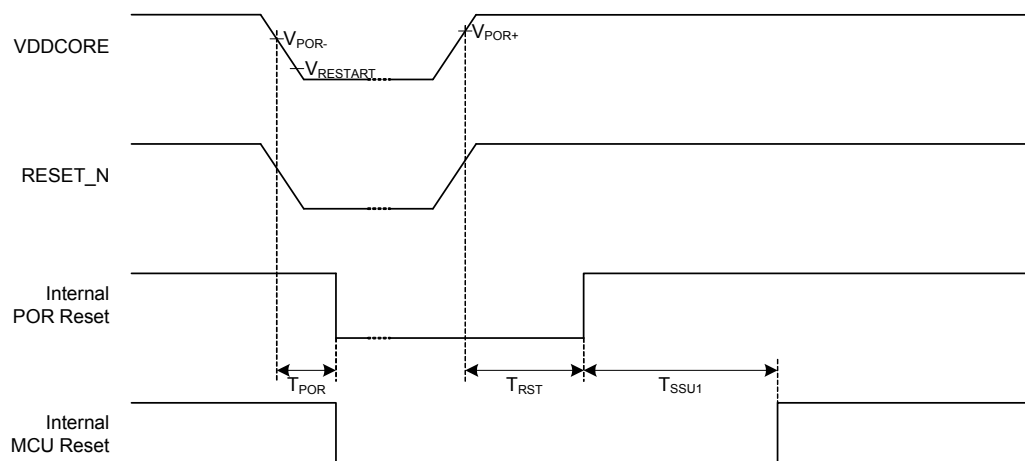 VDDCORE
VPOR-
VRESTART
VPOR+
RESET_N
Internal
POR Reset
TPOR
TRST
TSSU1
Internal
MCU Reset